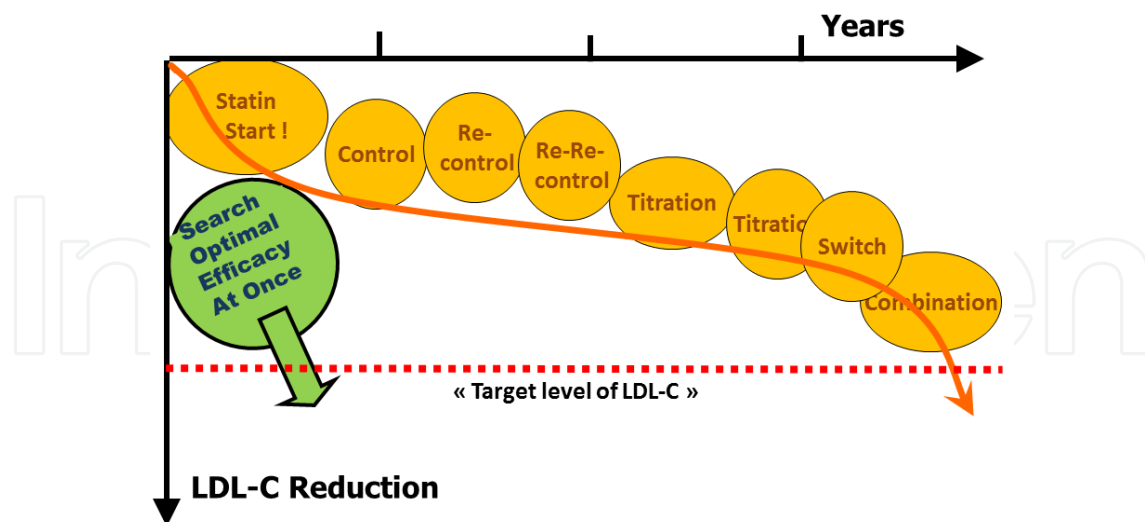 Years
Statin
Start !
Control
Re-
control
Re-Re-
control
Titration
Titratio
Switch
Combination
Search
Optimal
Efficacy
At Once
« Target level of LDL-C »
LDL-C Reduction